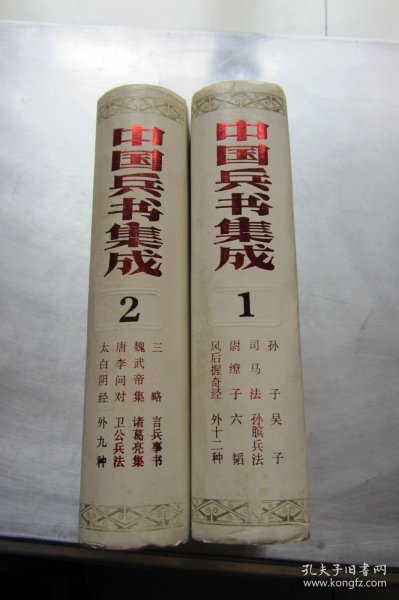 中国兵书集成
2
三略 言兵事书
魏武帝集 诸葛亮集
唐李问对 卫公兵法
太白阴经 外九种
中国兵书集成
1
孙子 吴子
司马法 孙膑兵法
尉缭子 六韬
风后握奇经 外十二种
孔夫子旧书网
www.kongfz.com